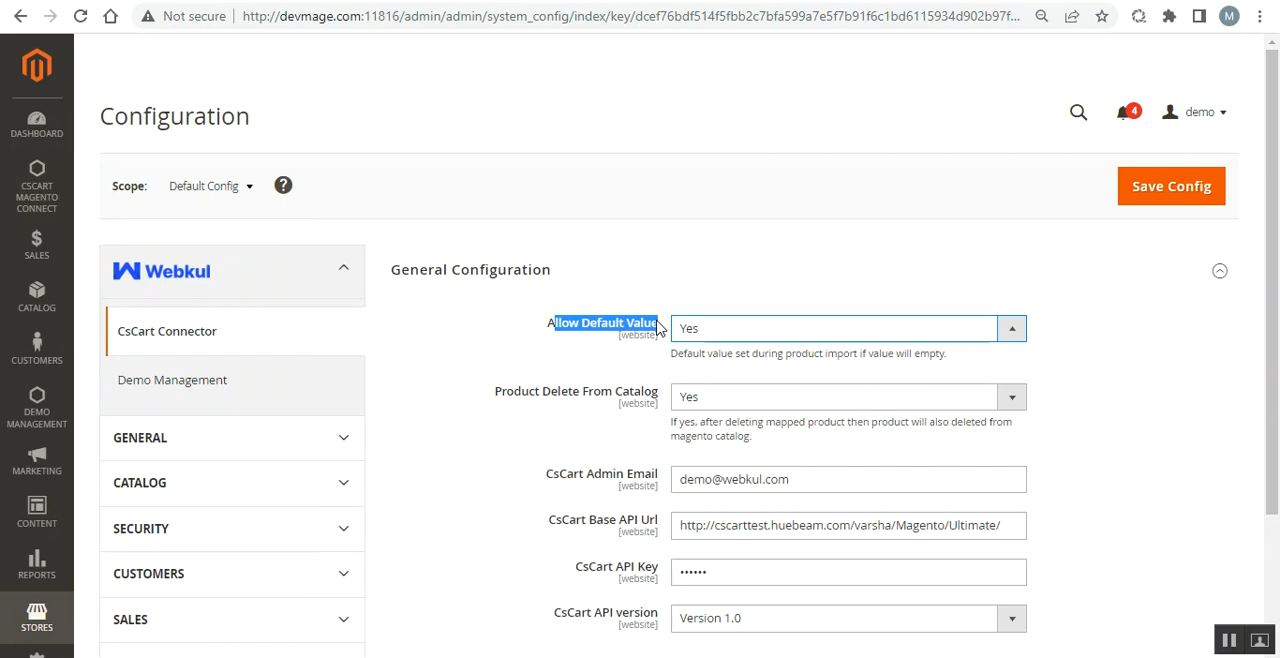 Not secure
http://devmage.com:11816/admin/admin/system_config/index/key/dcef76bdf514f5fbb2c7bfa599a7e5f7b91f6c1bd6115934d902b97f...
M
Configuration
4
demo
Scope:
Default Config
?
Save Config
DASHBOARD
CSCART
MAGENTO
CONNECT
SALES
CATALOG
CUSTOMERS
DEMO
MANAGEMENT
MARKETING
CONTENT
REPORTS
STORES
Webkul
CsCart Connector
Demo Management
GENERAL
CATALOG
SECURITY
CUSTOMERS
SALES
General Configuration
Allow Default Value
[website]
Yes
Default value set during product import if value will empty.
Product Delete From Catalog
[website]
Yes
If yes, after deleting mapped product then product will also deleted from
magento catalog.
CsCart Admin Email
[website]
demo@webkul.com
CsCart Base API Url
[website]
http://cscarttest.huebeam.com/varsha/Magento/Ultimate/
CsCart API Key
[website]
••••••
CsCart API version
[website]
Version 1.0